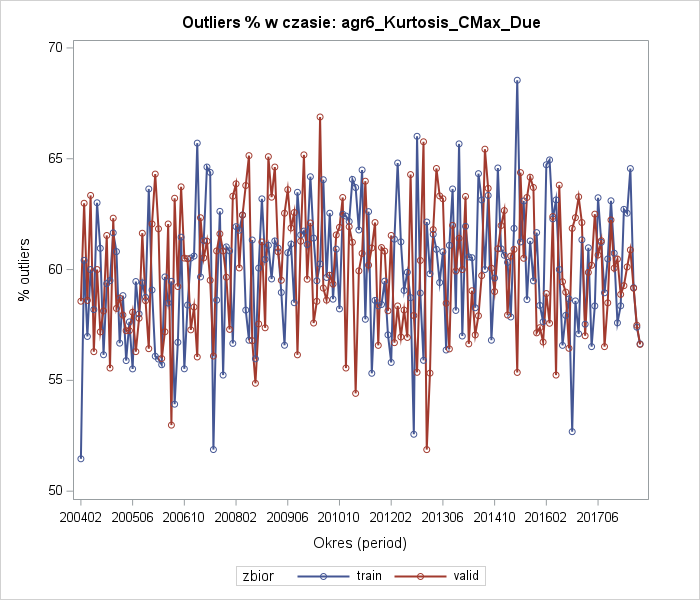 Outliers % w czasie: agr6_Kurtosis_CMax_Due
% outliers
70
65
60
55
50
200402 200506 200610 200802 200906 201010 201202 201306 201410 201602 201706
Okres (period)
zbior train valid